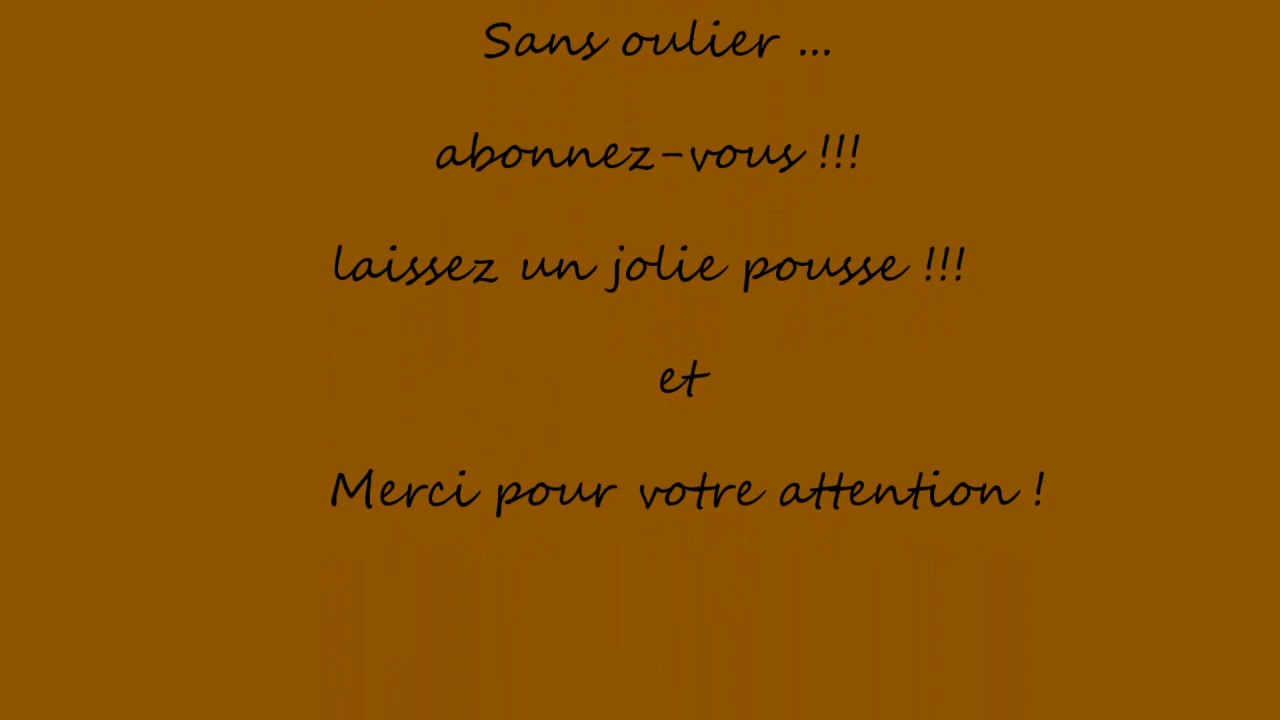 Sans oulier ...
abonnez-vous !!!
laissez un jolie pousse !!!
et
Merci pour votre attention !